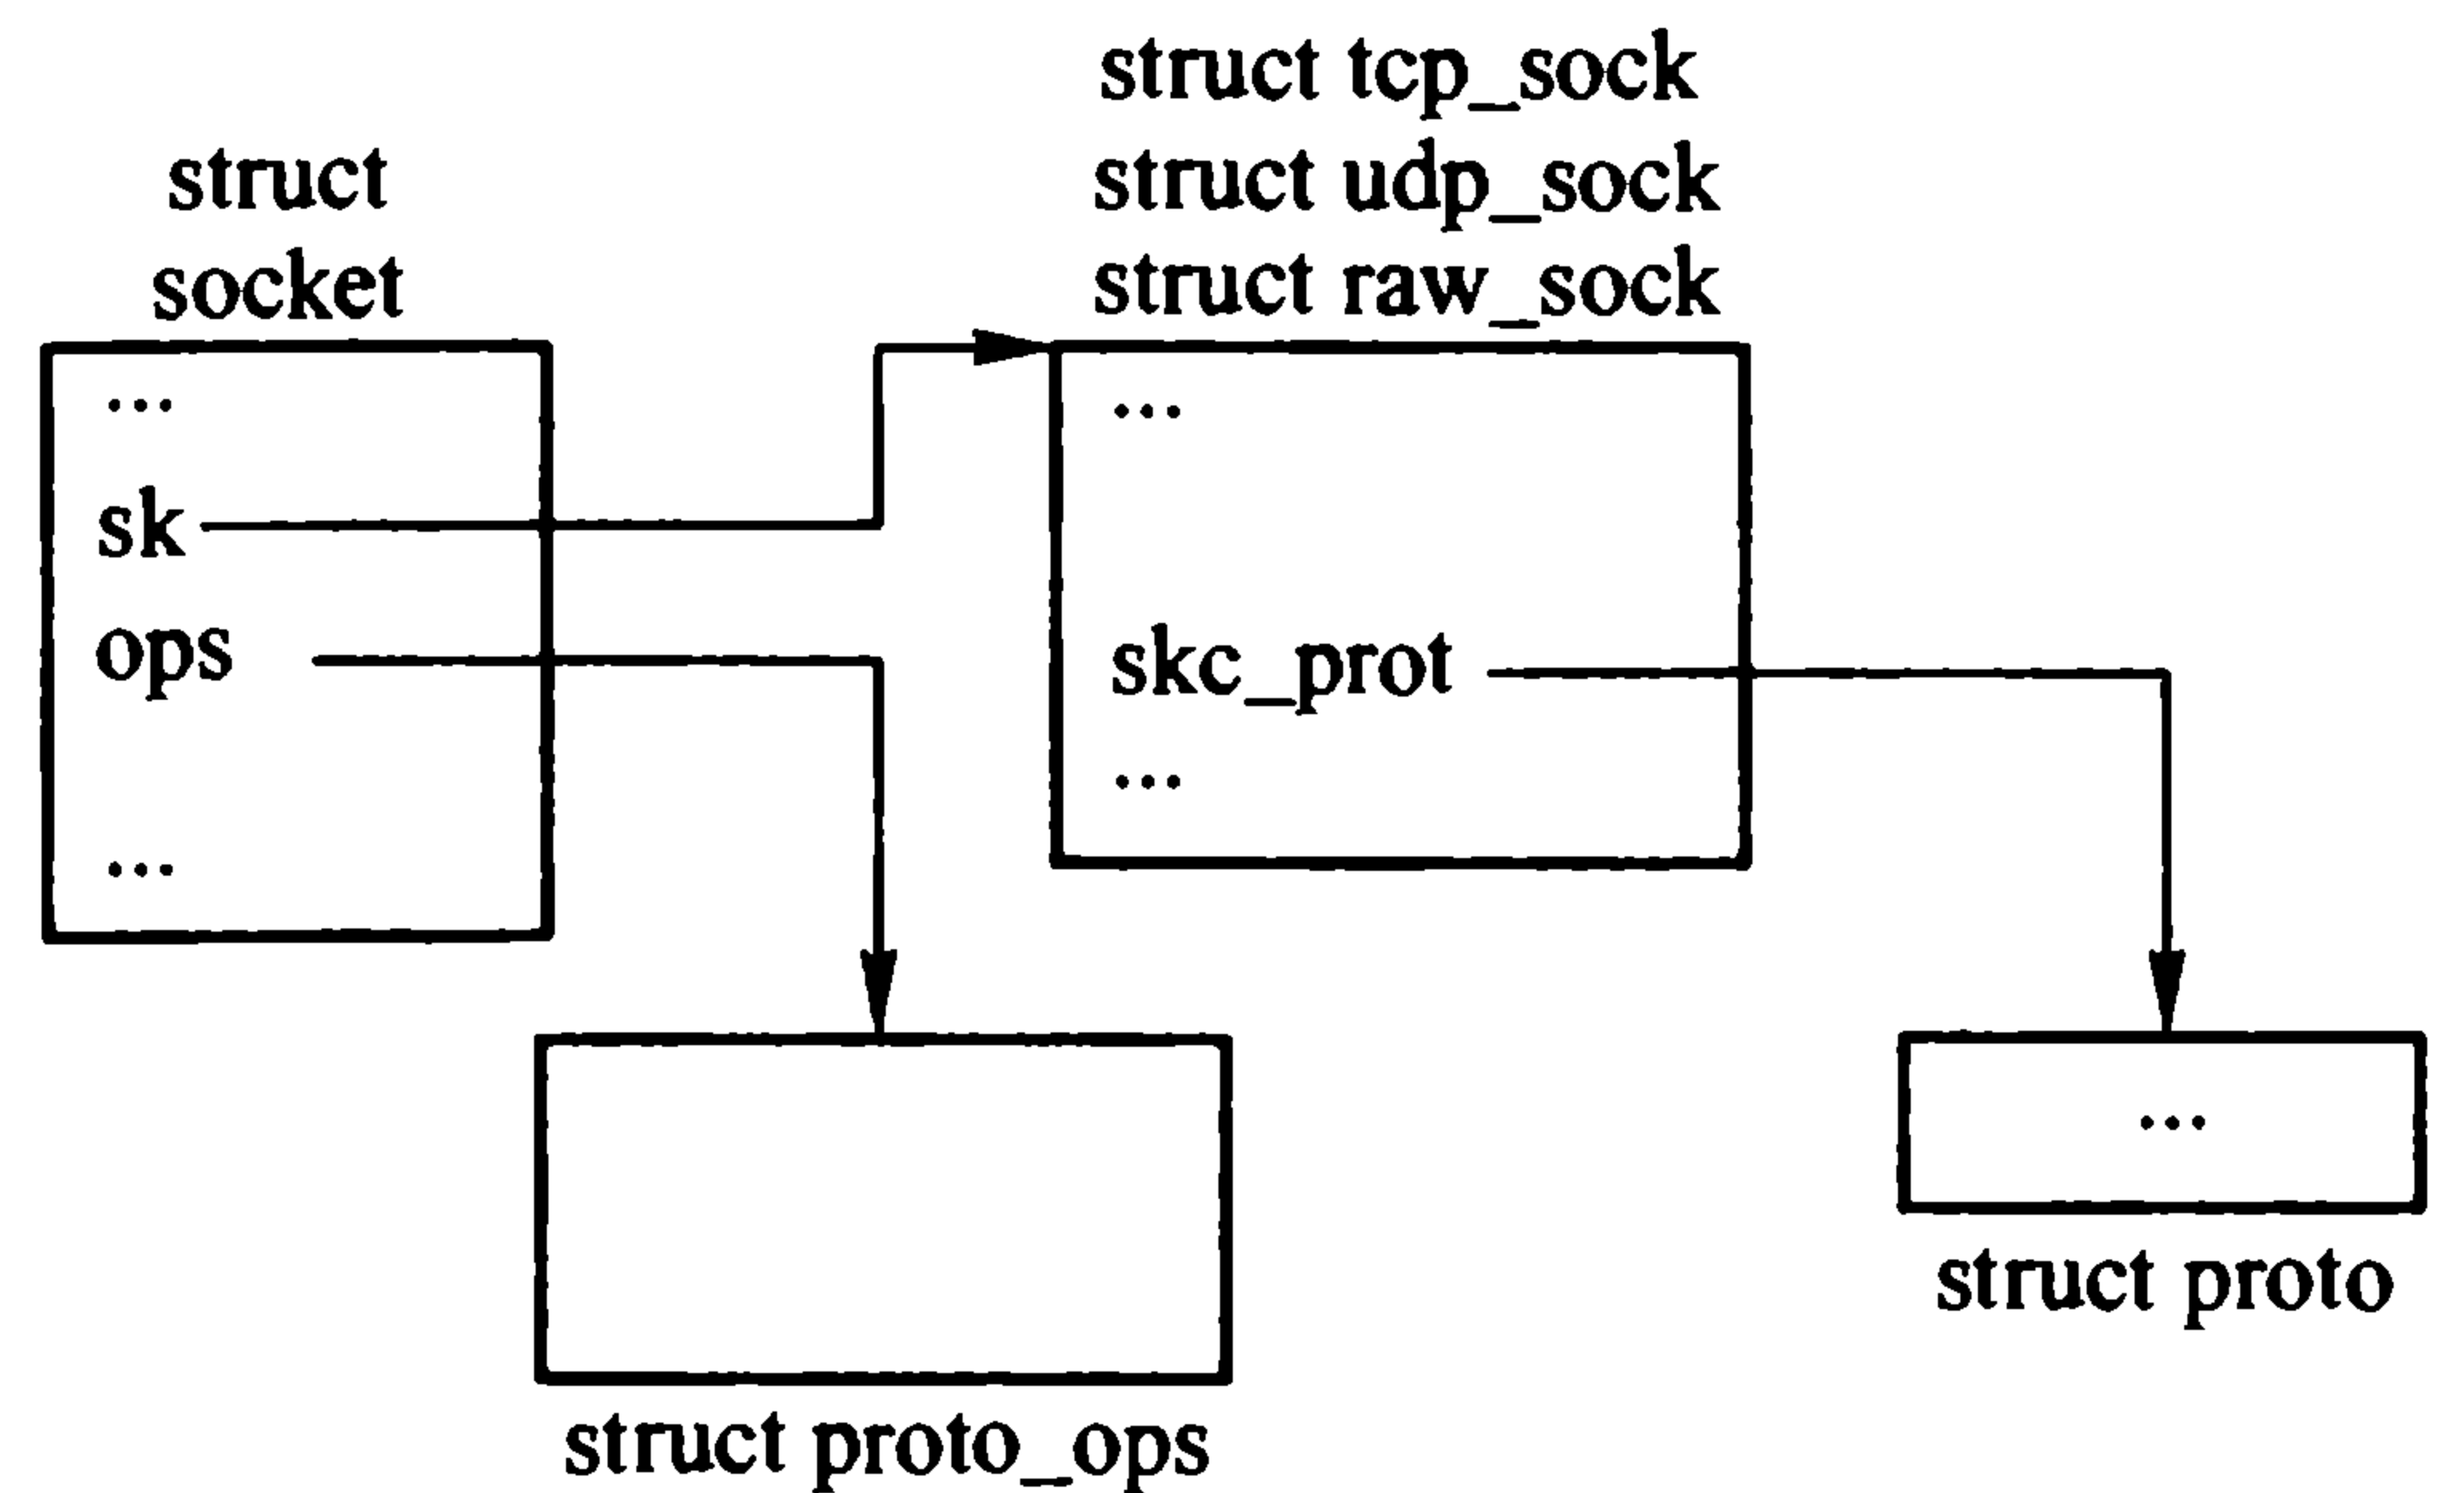 struct
socket
...
sk
ops
...
struct tcp_sock
struct udp_sock
struct raw_sock
...
skc_prot
...
struct proto_ops
...
struct proto